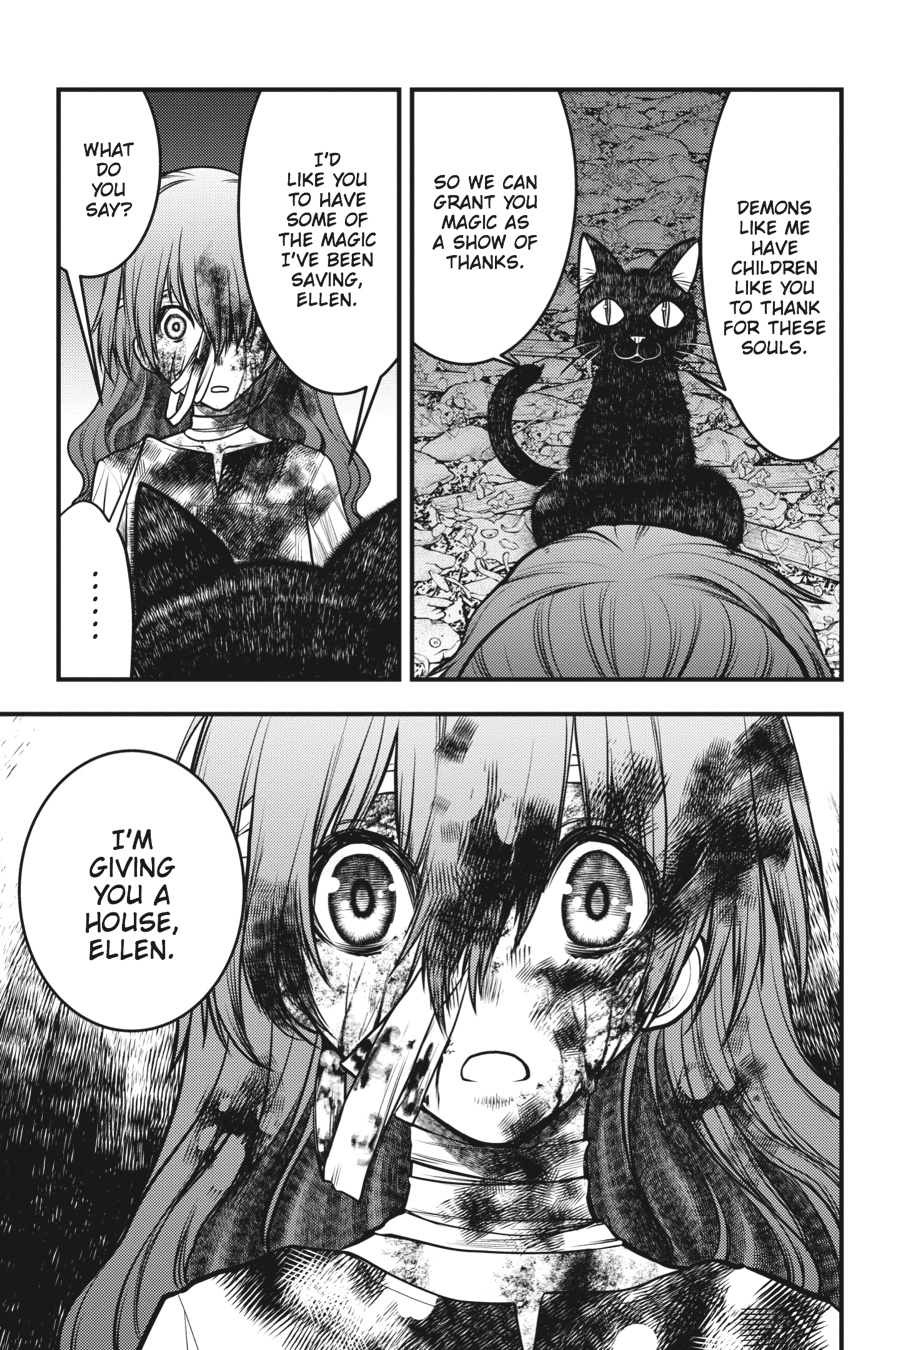 DEMONS
LIKE ME
HAVE
CHILDREN
LIKE YOU
TO THANK
FOR THESE
SOULS.
SO WE CAN
GRANT YOU
MAGIC AS
A SHOW OF
THANKS.
I'D
LIKE YOU
TO HAVE
SOME OF
THE MAGIC
I'VE BEEN
SAVING,
ELLEN.
WHAT
DO
YOU
SAY?
......
I'M
GIVING
YOU A
HOUSE,
ELLEN.